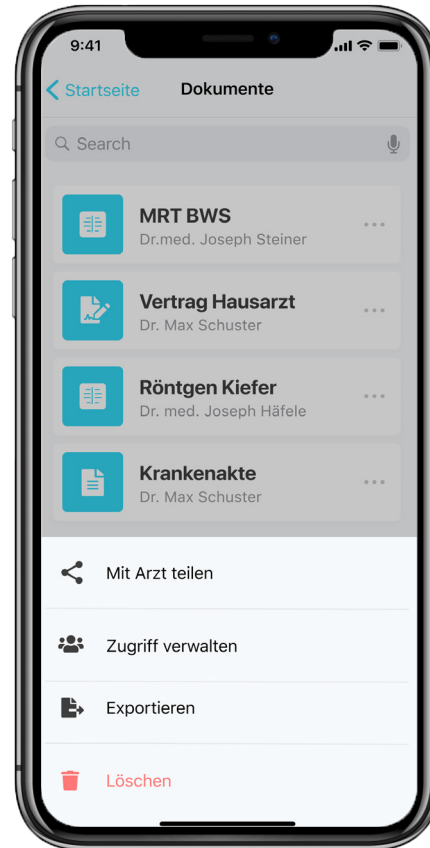 9:41
Startseite
Dokumente
Search
MRT BWS
Dr.med. Joseph Steiner
Vertrag Hausarzt
Dr. Max Schuster
Röntgen Kiefer
Dr. med. Joseph Häfele
Krankenakte
Dr. Max Schuster
Mit Arzt teilen
Zugriff verwalten
Exportieren
Löschen